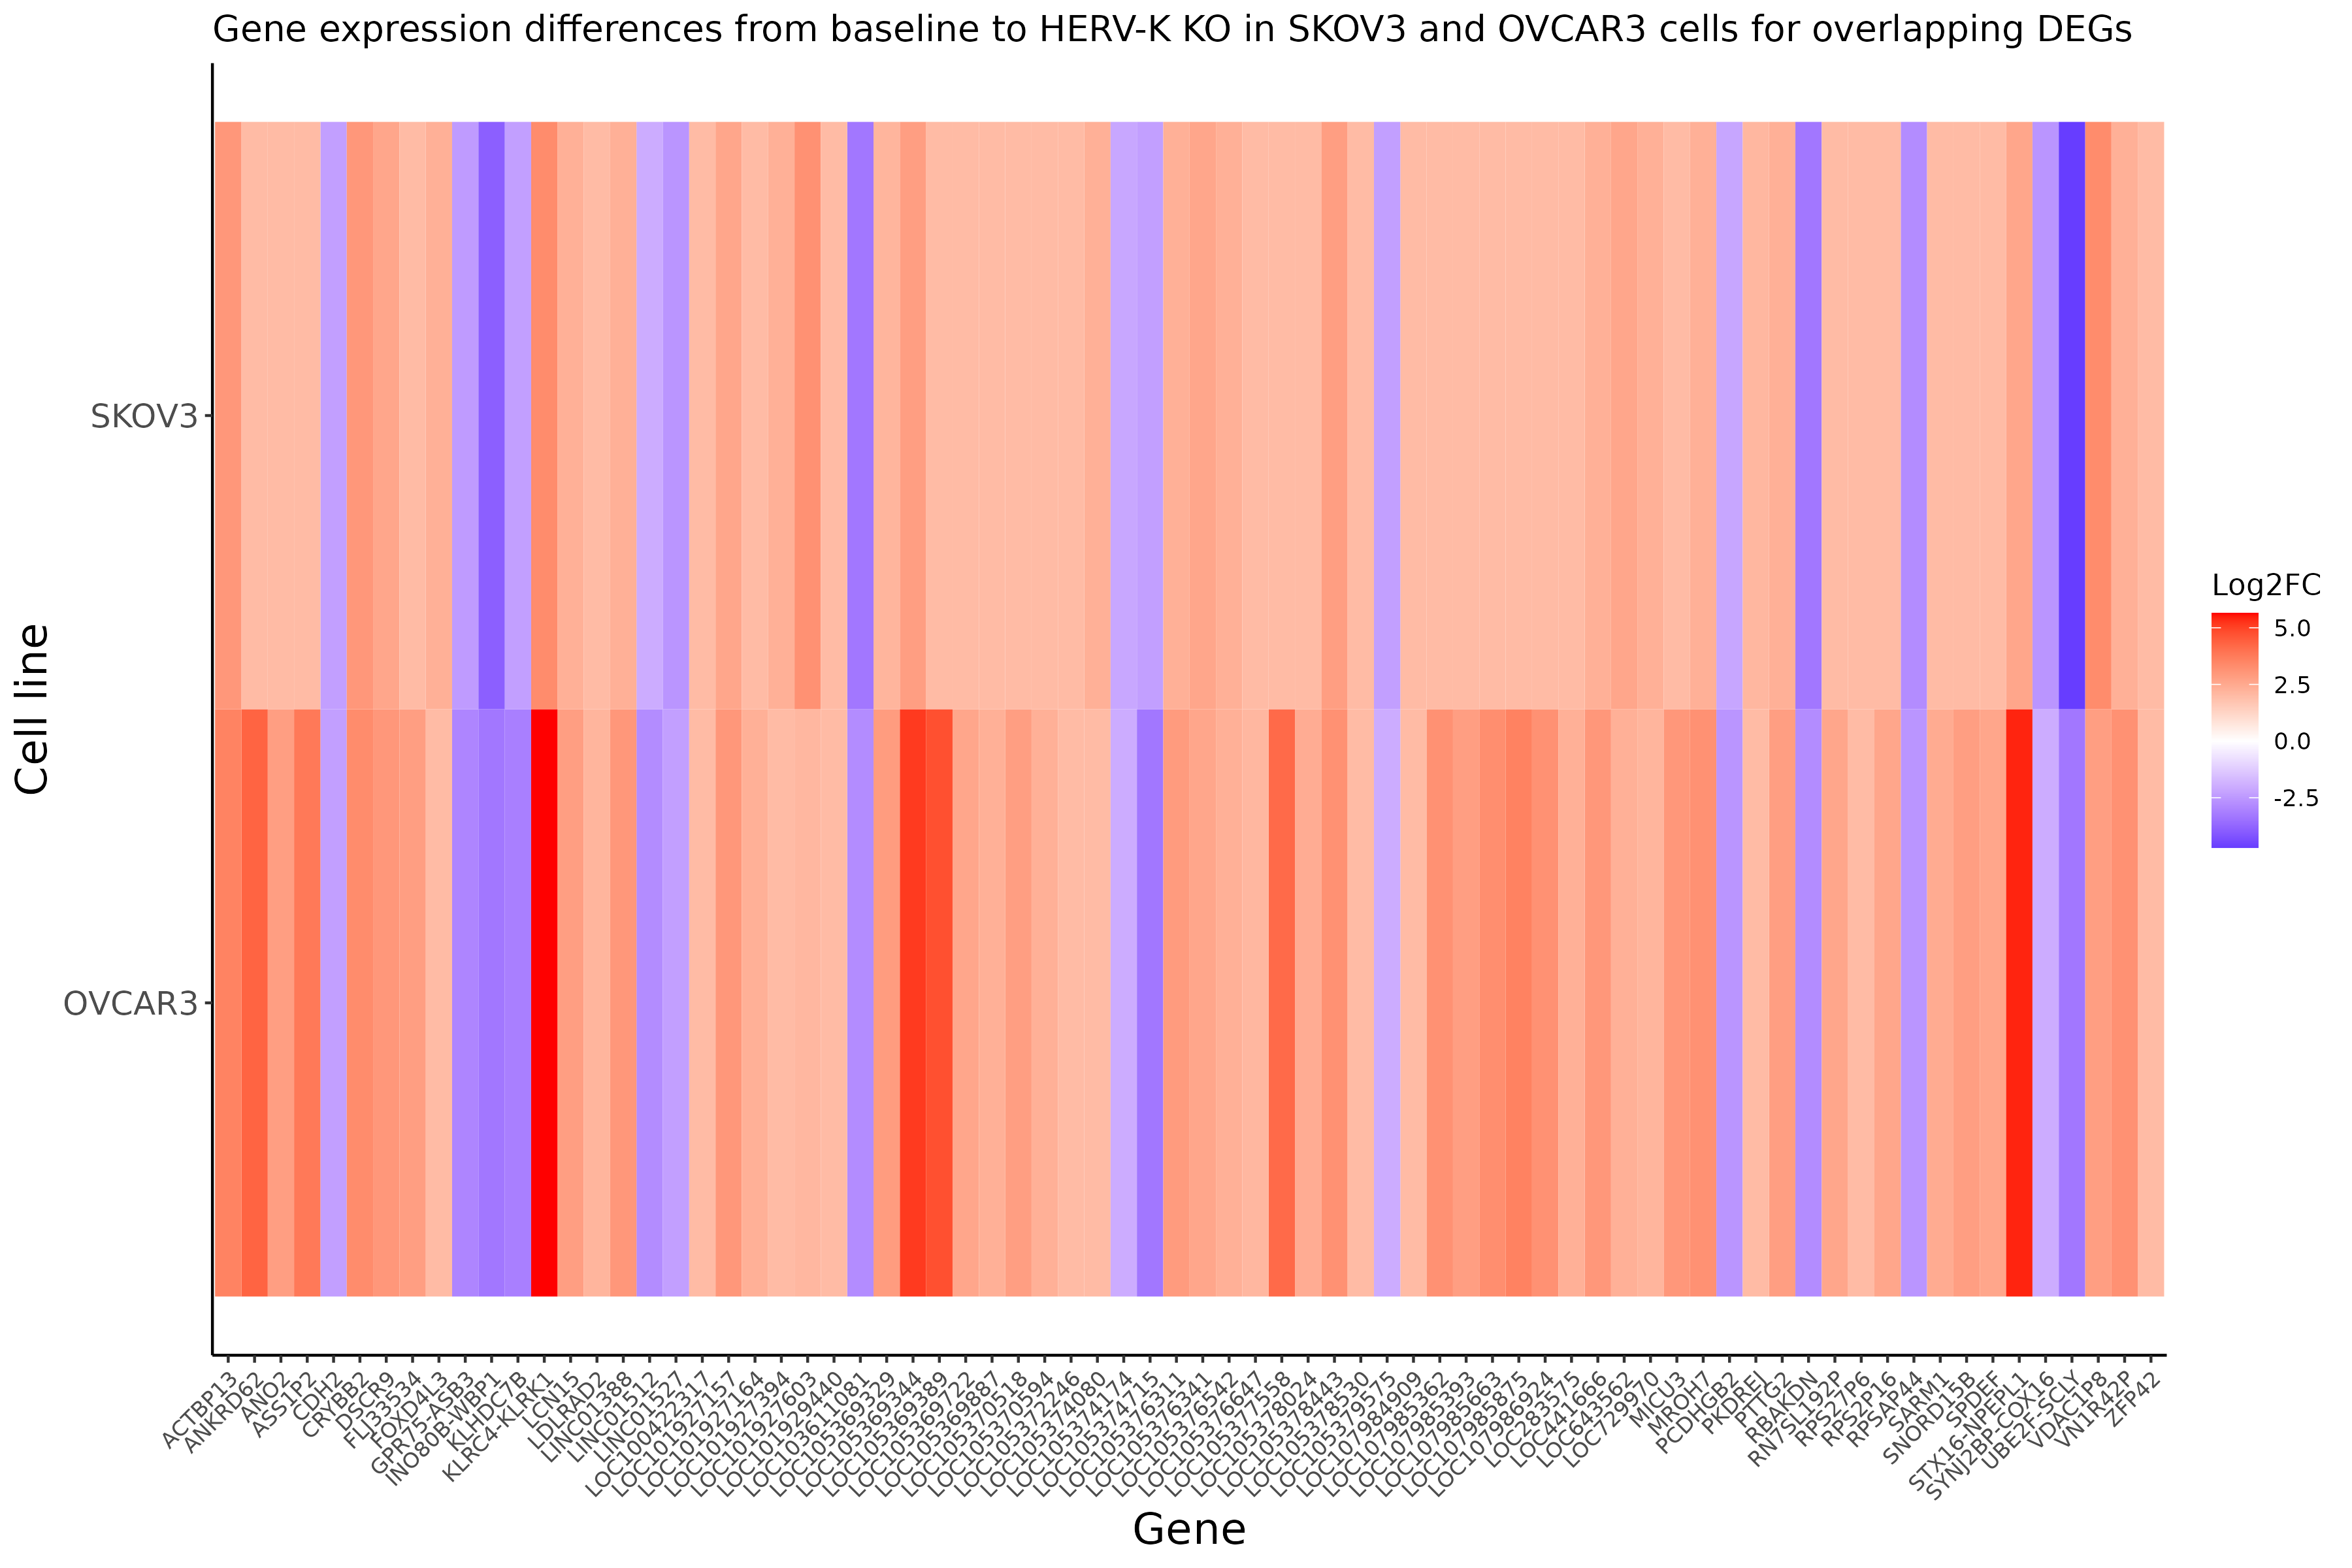 Gene expression differences from baseline to HERV-K KO in SKOV3 and OVCAR3 cells for overlapping DEGs
Cell line
SKOV3
OVCAR3
Log2FC
5.0
2.5
0.0
-2.5
ACTBP13
ANKRD62
ANO2
ASS1P2
CDH2
CRYBB2
DSCR9
FLJ33534
FOXD4L3
GPR75-ASB3
INO80B-WBP1
KLHDC7B
KLRC4-KLRK1
LCN15
LDLRAD2
LINC01388
LINC01512
LINC01527
LOC100422317
LOC101927157
LOC101927164
LOC101927394
LOC101927603
LOC101929440
LOC103611081
LOC105369329
LOC105369344
LOC105369389
LOC105369722
LOC105369887
LOC105370518
LOC105370594
LOC105372246
LOC105374080
LOC105374174
LOC105374715
LOC105376311
LOC105376341
LOC105376542
LOC105376647
LOC105377558
LOC105378024
LOC105378443
LOC105378530
LOC105379575
LOC107984909
LOC107985362
LOC107985393
LOC107985663
LOC107985875
LOC107986924
LOC283575
LOC441666
LOC643562
LOC729970
MICU3
MROH7
PCDHGB2
PKDREJ
PTTG2
RBAKDN
RN7SL192P
RPS27P6
RPS2P16
RPSAP44
SARM1
SNORD15B
SPDEF
STX16-NPEPL1
SYNJ2BP-COX16
UBE2F-SCLY
VDAC1P8
VN1R42P
ZFP42
Gene